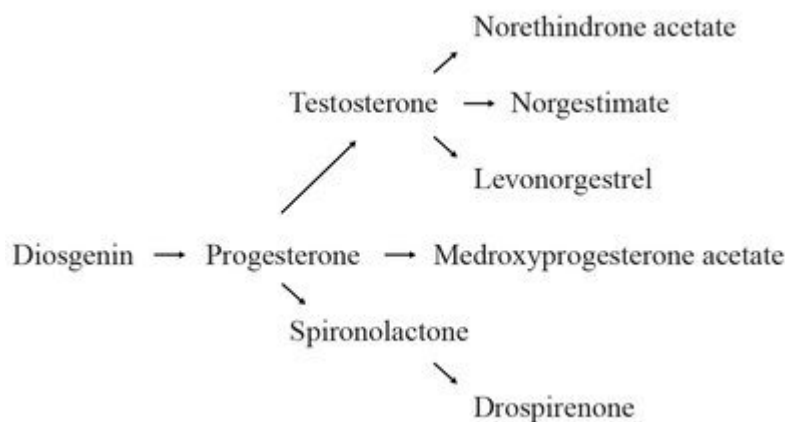 Norethindrone acetate
Testosterone → Norgestimate
Levonorgestrel
Diosgenin → Progesterone → Medroxyprogesterone acetate
Spironolactone
Drospirenone